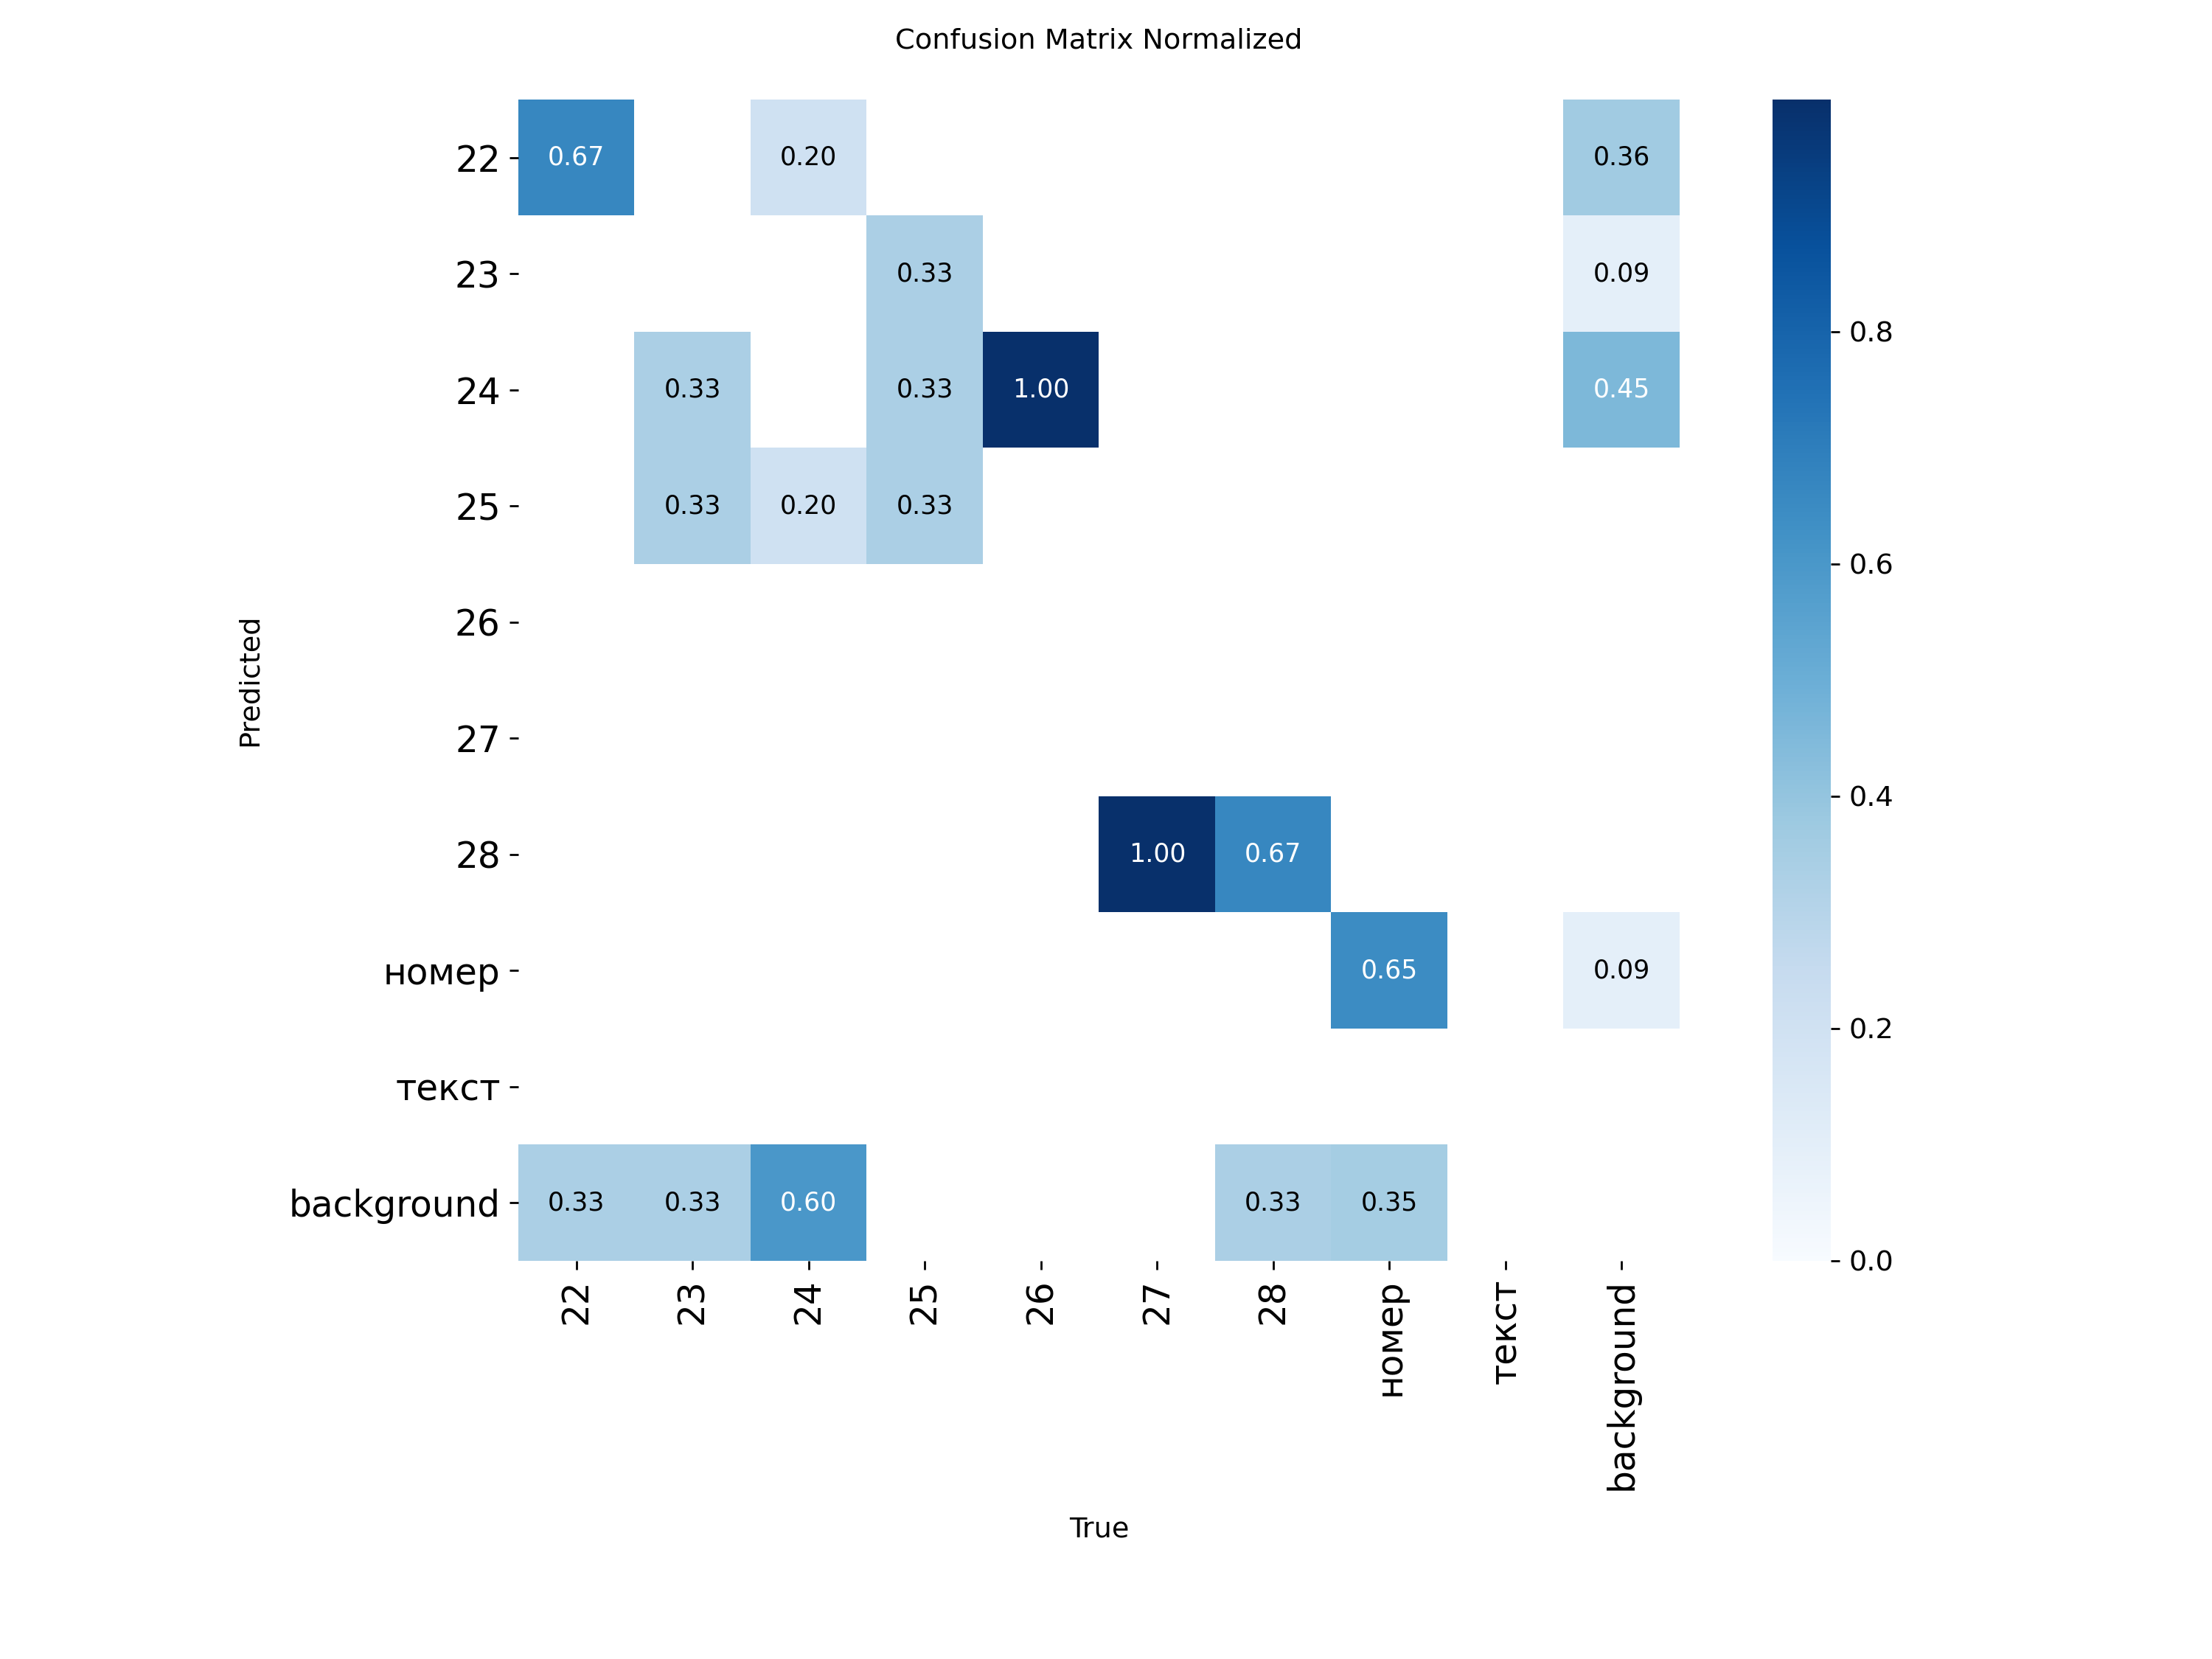 Confusion Matrix Normalized
22 0.67 0.20 0.36
23 0.33 0.09
24 0.33 0.33 1.00 0.45
25 0.33 0.20 0.33
26
27
28 1.00 0.67
номер 0.65 0.09
текст
background 0.33 0.33 0.60 0.33 0.35
22 23 24 25 26 27 28 номер текст background
True
Predicted
0.8
0.6
0.4
0.2
0.0